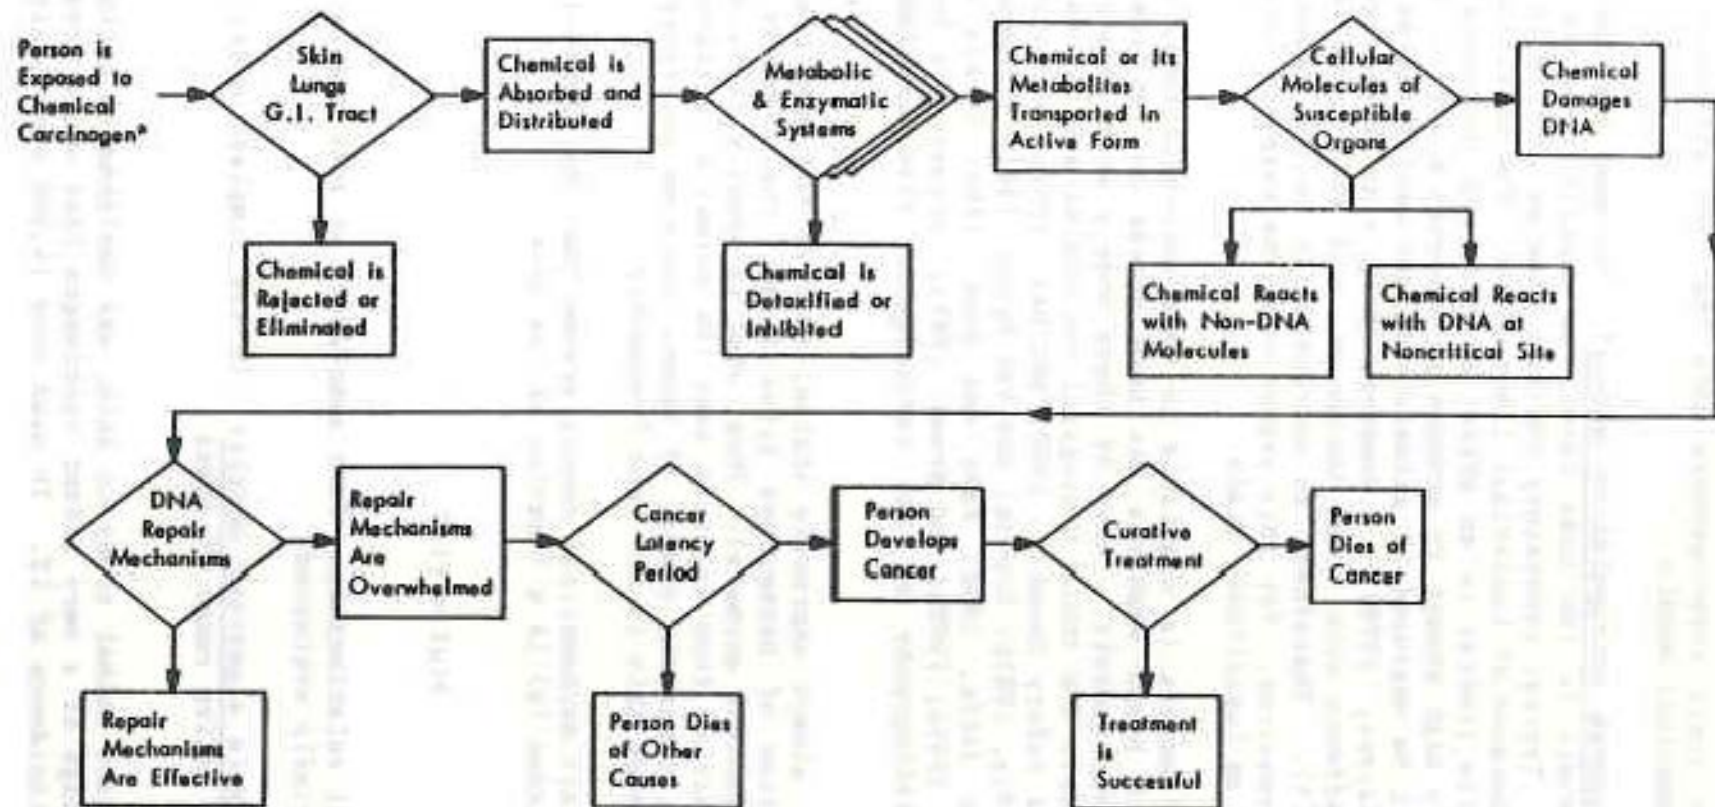 Person is
Exposed to
Chemical
Carcinogenᵃ
Skin
Lungs
G.I. Tract
Chemical is
Absorbed and
Distributed
Metabolic
& Enzymatic
Systems
Chemical or Its
Metabolites
Transported in
Active Form
Cellular
Molecules of
Susceptible
Organs
Chemical
Damages
DNA
Chemical is
Rejected or
Eliminated
Chemical is
Detoxified or
Inhibited
Chemical Reacts
with Non-DNA
Molecules
Chemical Reacts
with DNA at
Noncritical Site
DNA
Repair
Mechanisms
Repair
Mechanisms
Are
Overwhelmed
Cancer
Latency
Period
Person
Develops
Cancer
Curative
Treatment
Person
Dies of
Cancer
Repair
Mechanisms
Are Effective
Person Dies
of Other
Causes
Treatment
is
Successful